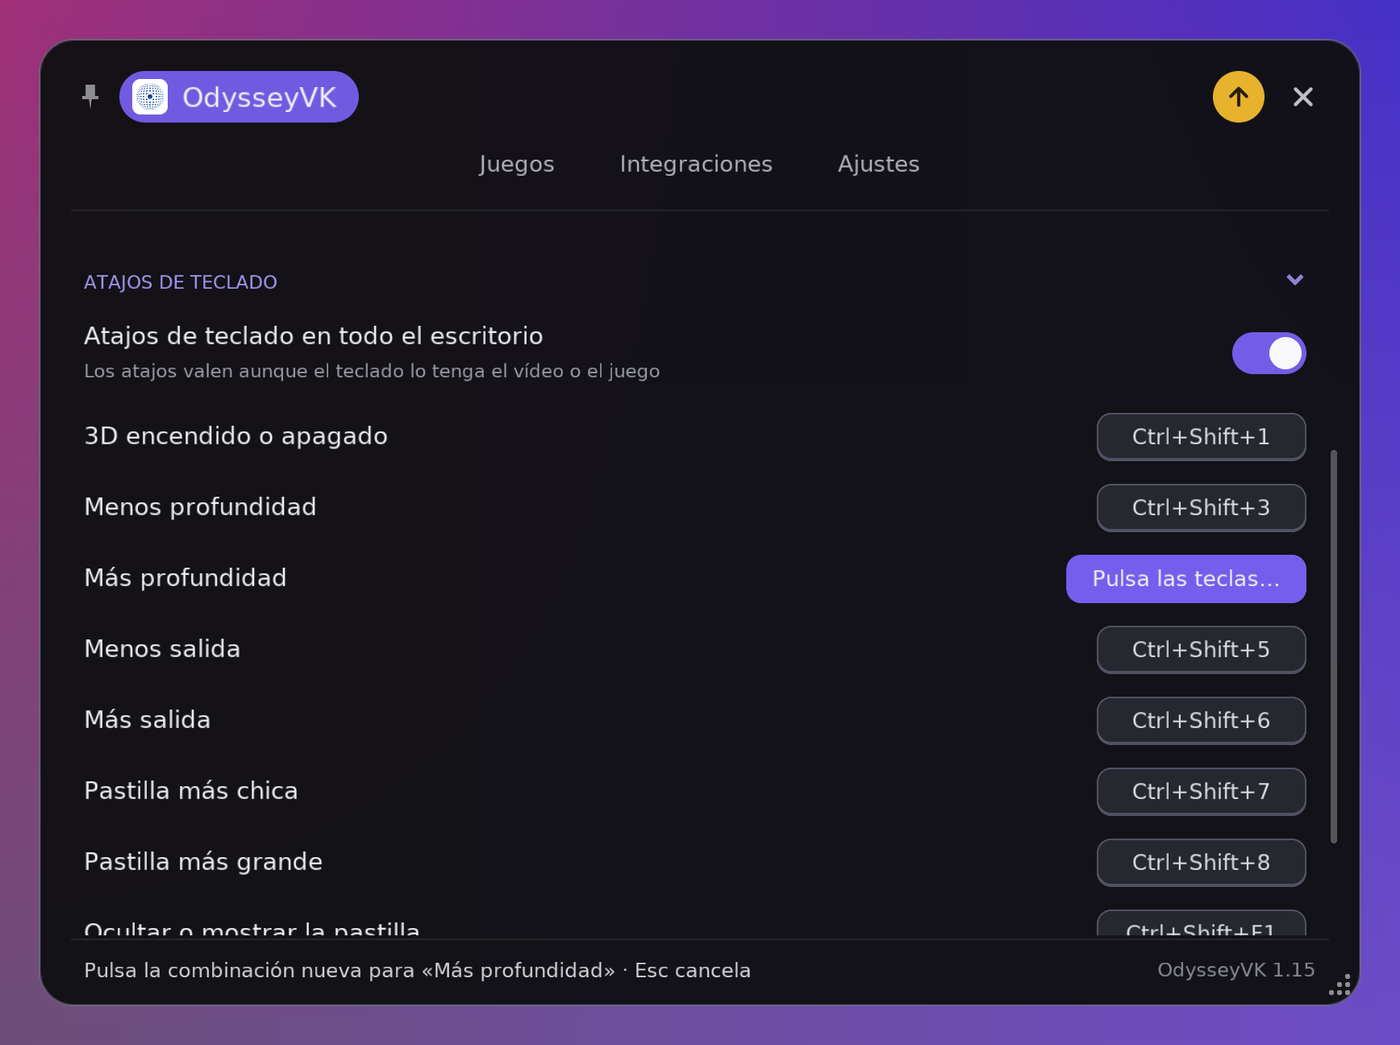 OdysseyVK
Juegos Integraciones Ajustes
ATAJOS DE TECLADO
Atajos de teclado en todo el escritorio
Los atajos valen aunque el teclado lo tenga el vídeo o el juego
3D encendido o apagado Ctrl+Shift+1
Menos profundidad Ctrl+Shift+3
Más profundidad Pulsa las teclas...
Menos salida Ctrl+Shift+5
Más salida Ctrl+Shift+6
Pastilla más chica Ctrl+Shift+7
Pastilla más grande Ctrl+Shift+8
Ocultar o mostrar la pastilla Ctrl+Shift+F1
Pulsa la combinación nueva para «Más profundidad» · Esc cancela OdysseyVK 1.15